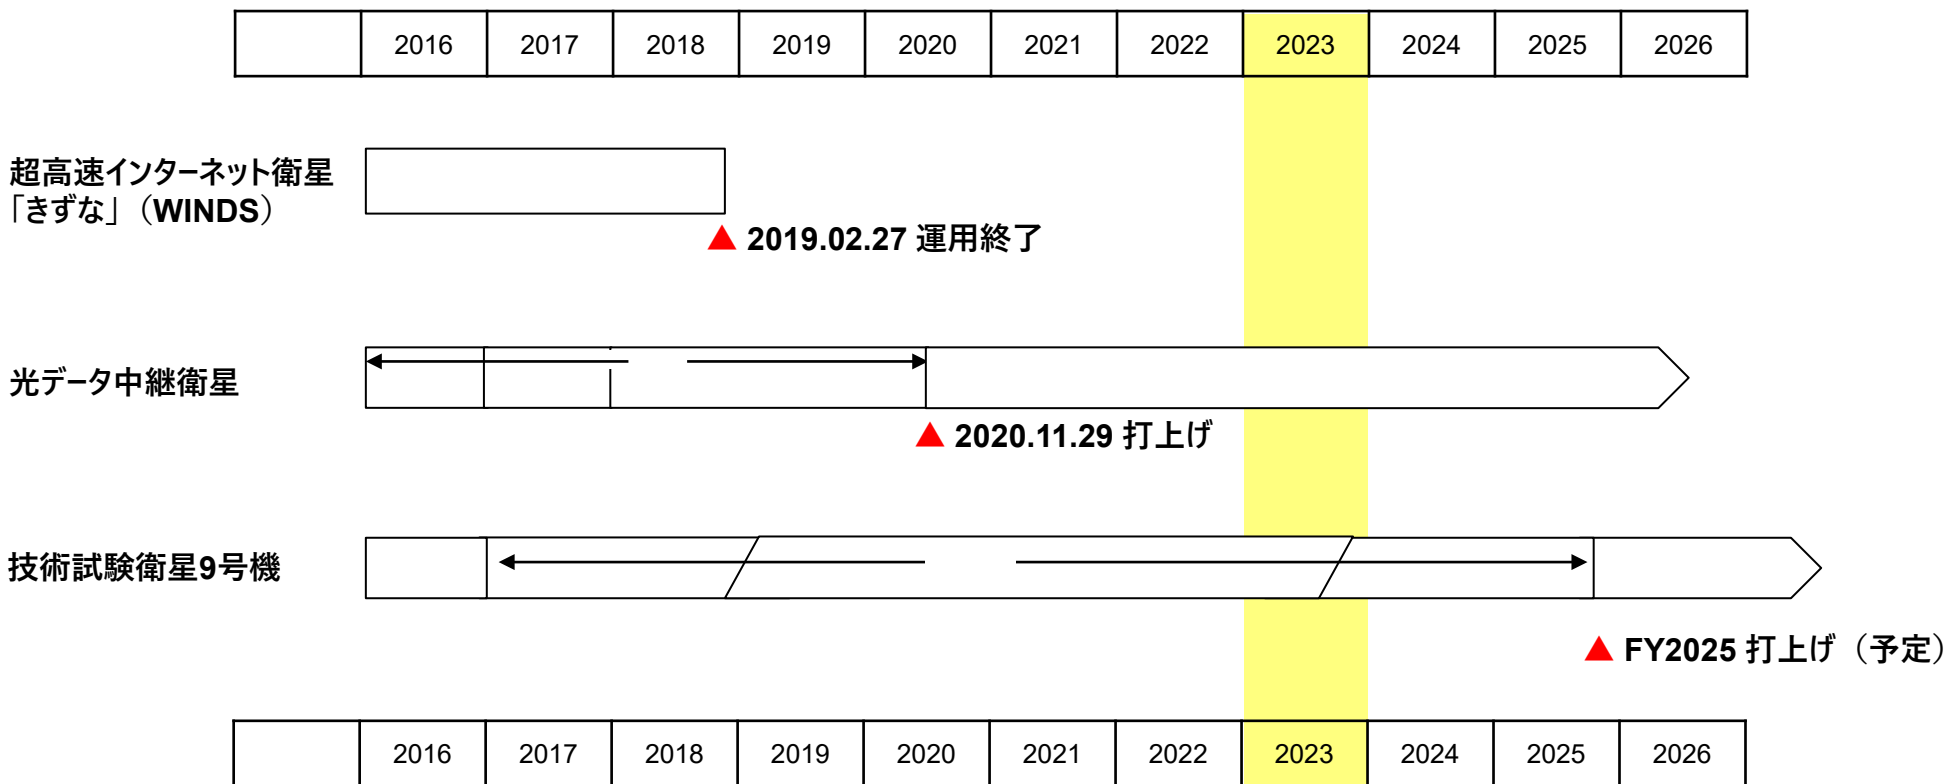 2016 2017 2018 2019 2020 2021 2022 2023 2024 2025 2026
超高速インターネット衛星
「きずな」（WINDS）
▲ 2019.02.27 運用終了
光データ中継衛星
▲ 2020.11.29 打上げ
技術試験衛星9号機
▲ FY2025 打上げ（予定）
2016 2017 2018 2019 2020 2021 2022 2023 2024 2025 2026